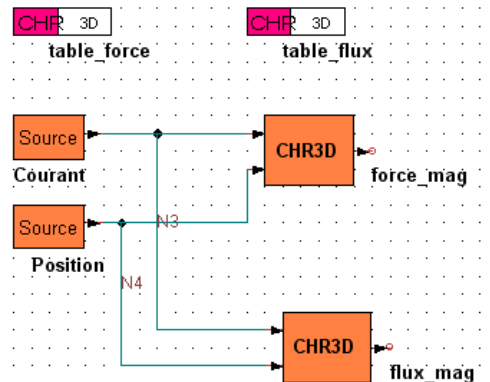 CHR 3D
table_force
CHR 3D
table_flux
Source
Courant
CHR3D
force_mag
Source
Position
N3
N4
CHR3D
flux_mag